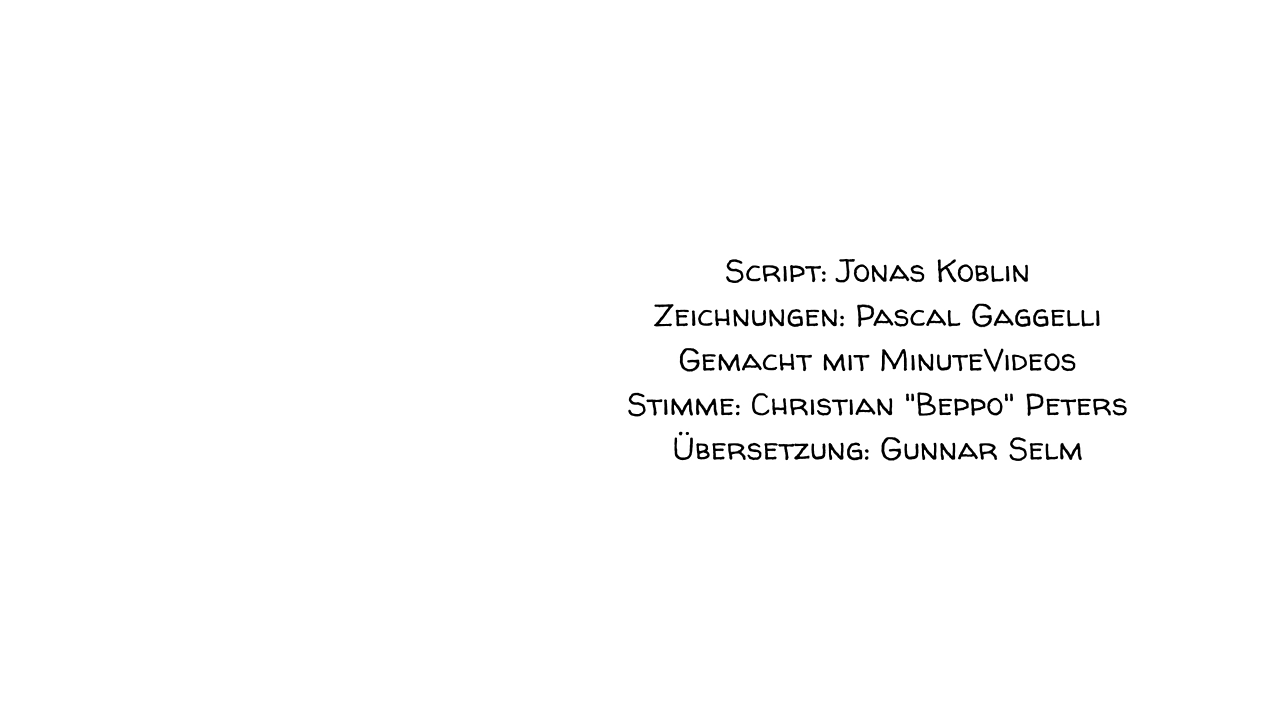 Script: Jonas Koblin
Zeichnungen: Pascal Gaggelli
Gemacht mit MinuteVideos
Stimme: Christian "Beppo" Peters
Übersetzung: Gunnar Selm